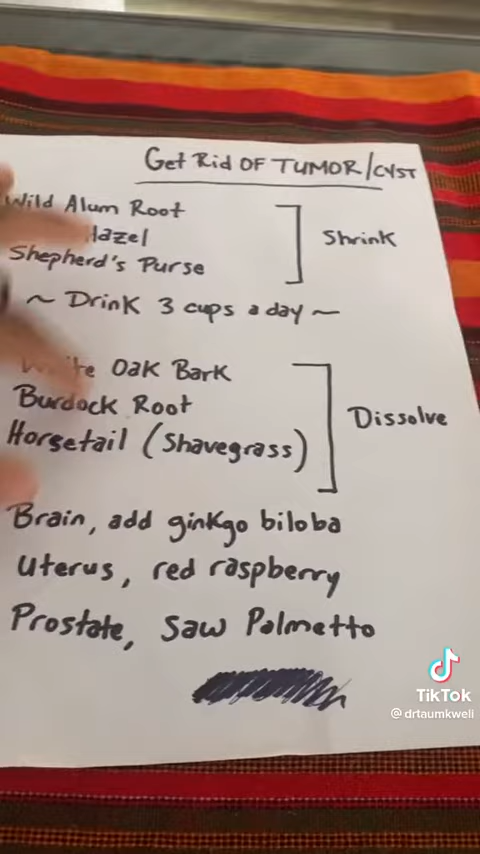 Get Rid OF TUMOR/CYST
Wild Alum Root
Hazel
Shepherd's Purse
Shrink
~ Drink 3 cups a day ~
Oak Bark
Burdock Root
Horsetail (Shavegrass)
Dissolve
Brain, add ginkgo biloba
Uterus, red raspberry
Prostate, Saw Palmetto
TikTok
@drtaumkweli